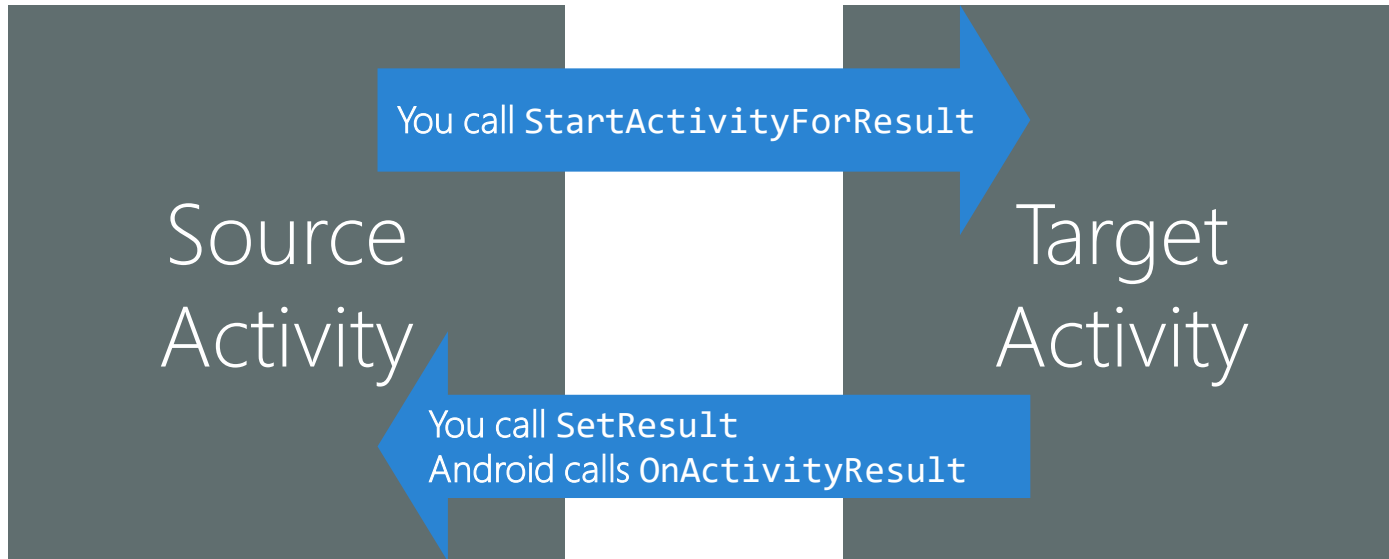 You call StartActivityForResult
Source
Activity
Target
Activity
You call SetResult
Android calls OnActivityResult